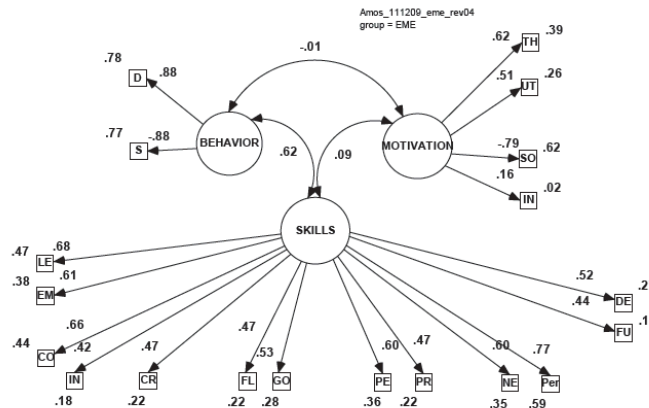 Amos_111209_eme_rev04
group = EME
-.01
.78
D
.88
.77
S
-.88
BEHAVIOR
MOTIVATION
.62
.09
.62
TH
.39
.51
UT
.26
-.79
SO
.62
.16
IN
.02
SKILLS
.47
LE
.68
.38
EM
.61
.44
CO
.66
.18
IN
.42
.22
CR
.47
.22
FL
.47
.28
GO
.53
.36
PE
.60
.22
PR
.47
.35
NE
.60
.59
Per
.77
.52
DE
.2
.44
FU
.1